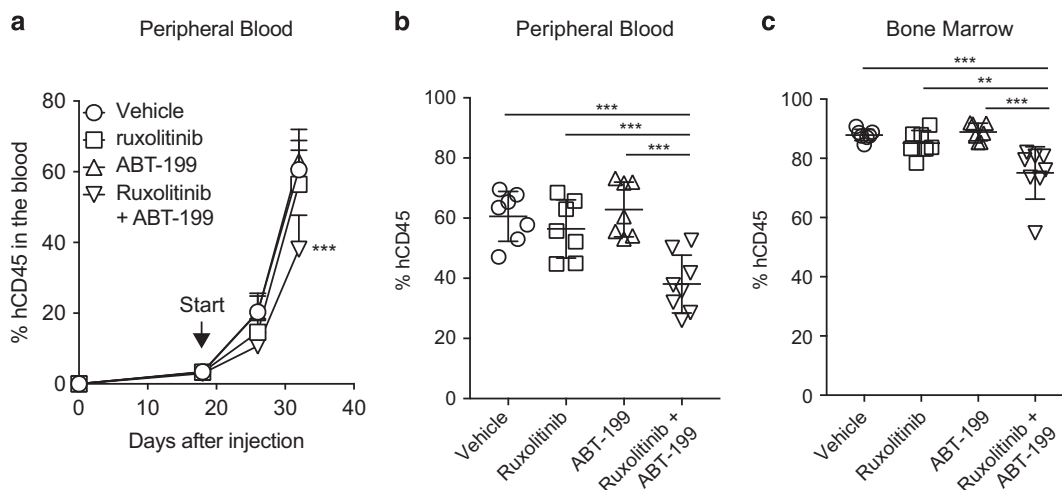 a
Peripheral Blood
% hCD45 in the blood
80
60
40
20
0
Vehicle
ruxolitinib
ABT-199
Ruxolitinib
+ ABT-199
Start
***
0 10 20 30 40
Days after injection
b
Peripheral Blood
% hCD45
100
80
60
40
20
0
***
***
***
Vehicle
Ruxolitinib
ABT-199
Ruxolitinib +
ABT-199
c
Bone Marrow
% hCD45
100
80
60
40
20
0
***
**
***
Vehicle
Ruxolitinib
ABT-199
Ruxolitinib +
ABT-199